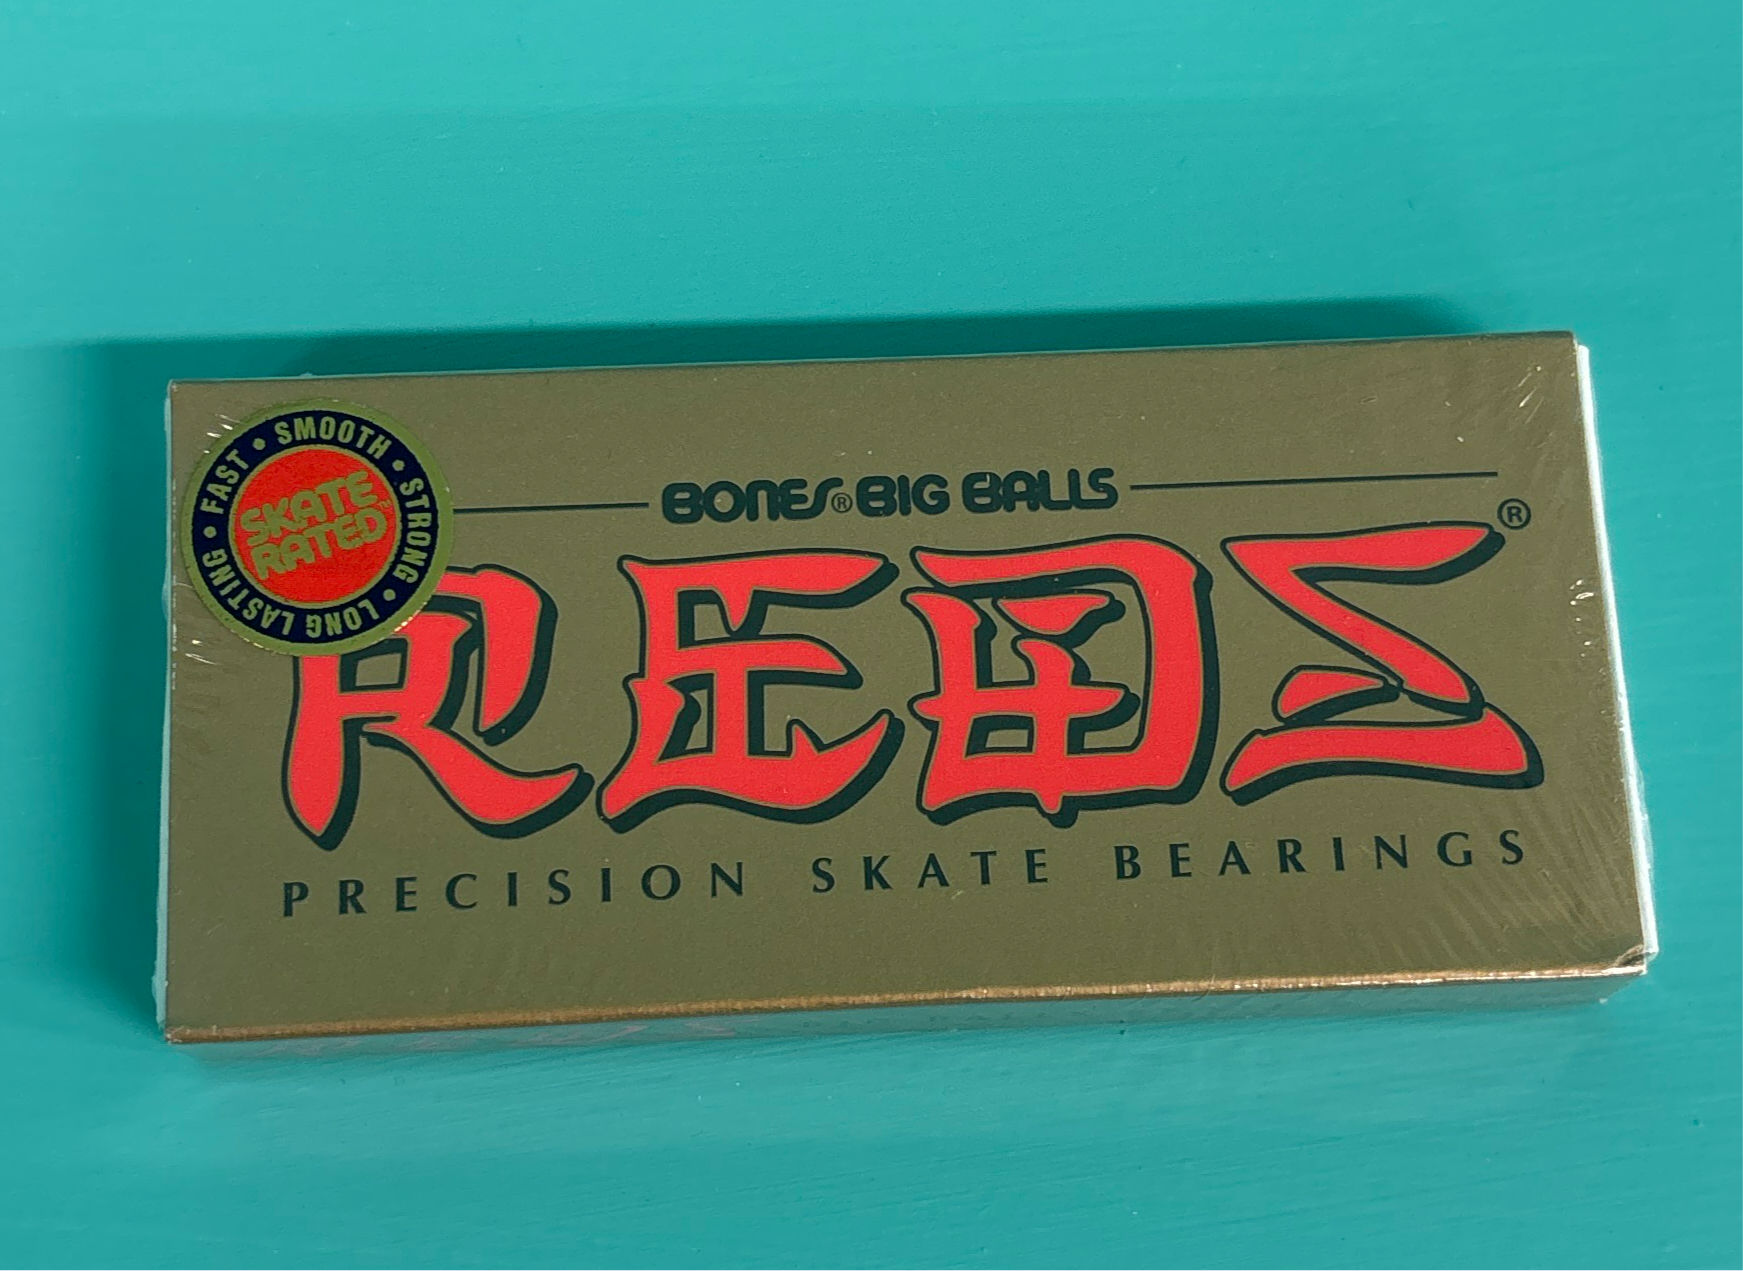 FAST • SMOOTH • STRONG • LONG LASTING •
SKATE
RATED™
BONES® BIG BALLS
REDS®
PRECISION SKATE BEARINGS